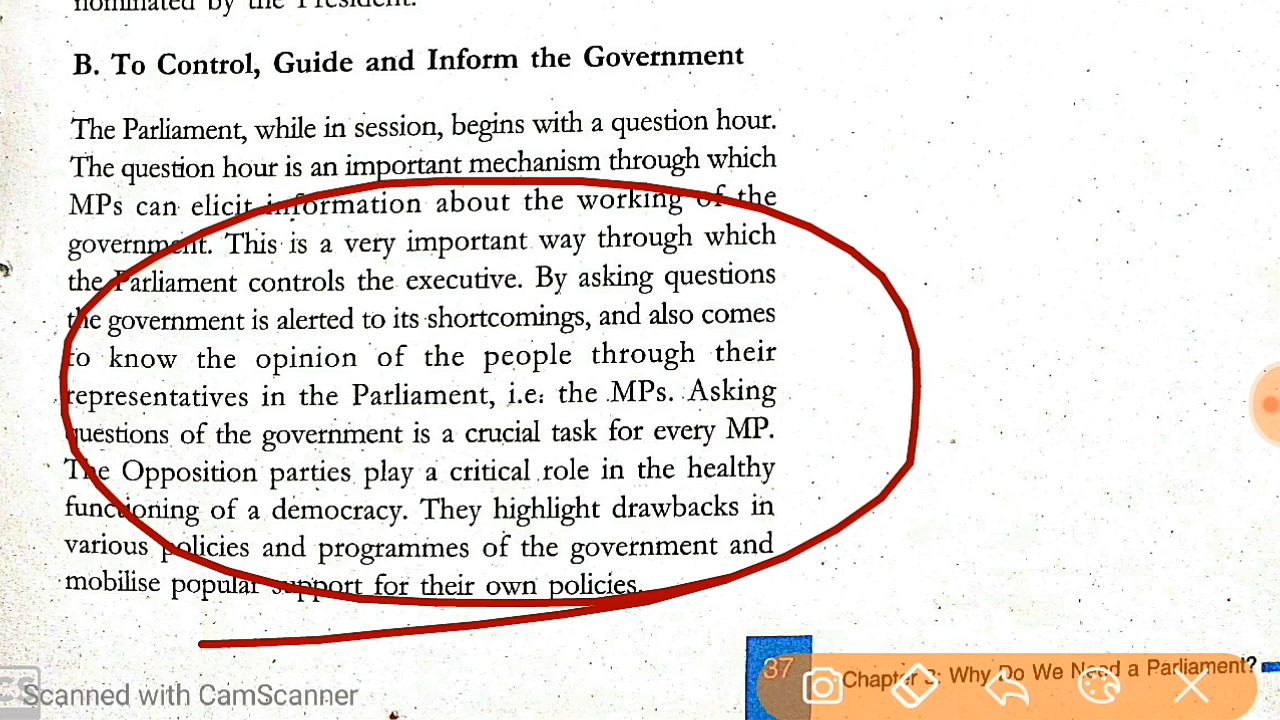 nominated by the President.
B. To Control, Guide and Inform the Government
The Parliament, while in session, begins with a question hour.
The question hour is an important mechanism through which
MPs can elicit information about the working of the
government. This is a very important way through which
the Parliament controls the executive. By asking questions
the government is alerted to its shortcomings, and also comes
to know the opinion of the people through their
representatives in the Parliament, i.e: the MPs. Asking
questions of the government is a crucial task for every MP.
The Opposition parties play a critical role in the healthy
functioning of a democracy. They highlight drawbacks in
various policies and programmes of the government and
mobilise popular support for their own policies.
37 Chapter 3: Why Do We Need a Parliament?
Scanned with CamScanner